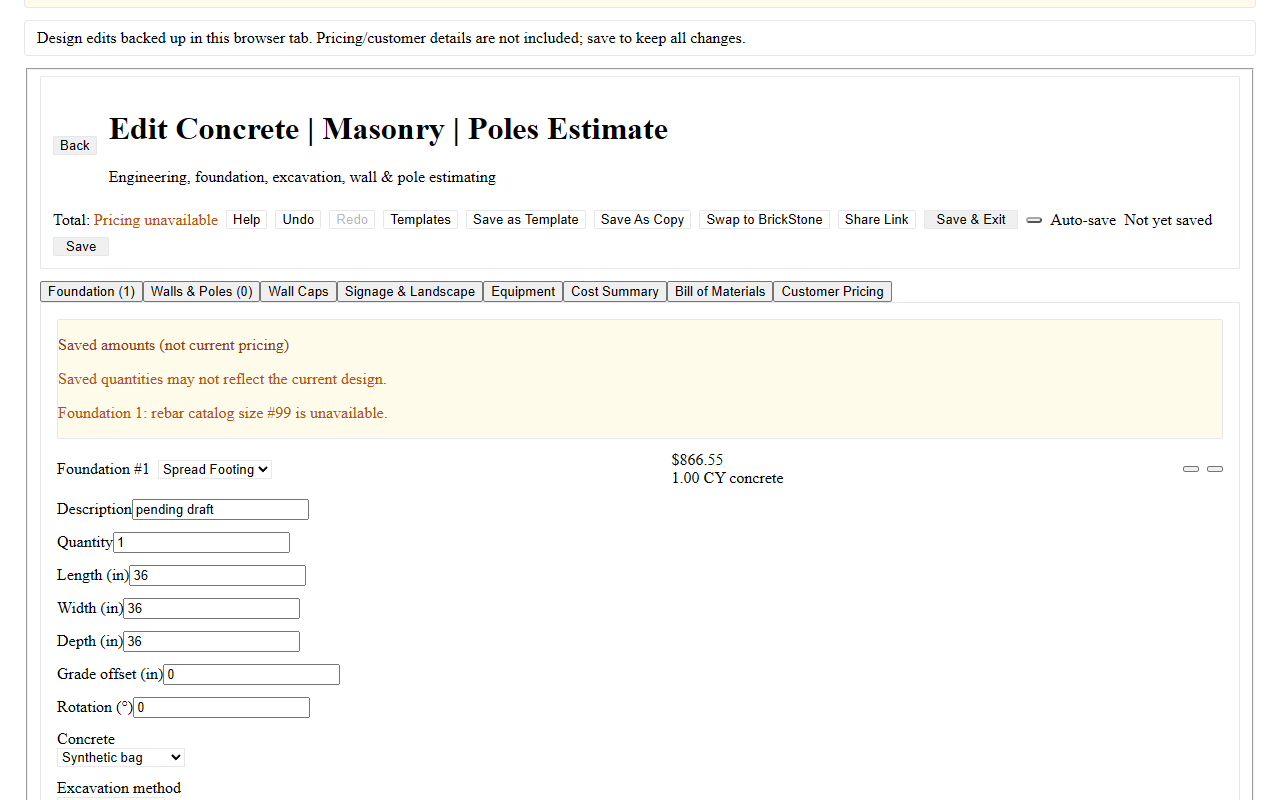 Design edits backed up in this browser tab. Pricing/customer details are not included; save to keep all changes.
Back
Edit Concrete | Masonry | Poles Estimate
Engineering, foundation, excavation, wall & pole estimating
Total: Pricing unavailable Help Undo Redo Templates Save as Template Save As Copy Swap to BrickStone Share Link Save & Exit Auto-save Not yet saved
Save
Foundation (1) Walls & Poles (0) Wall Caps Signage & Landscape Equipment Cost Summary Bill of Materials Customer Pricing
Saved amounts (not current pricing)
Saved quantities may not reflect the current design.
Foundation 1: rebar catalog size #99 is unavailable.
Foundation #1 Spread Footing
$866.55
1.00 CY concrete
Description pending draft
Quantity 1
Length (in) 36
Width (in) 36
Depth (in) 36
Grade offset (in) 0
Rotation (°) 0
Concrete
Synthetic bag
Excavation method